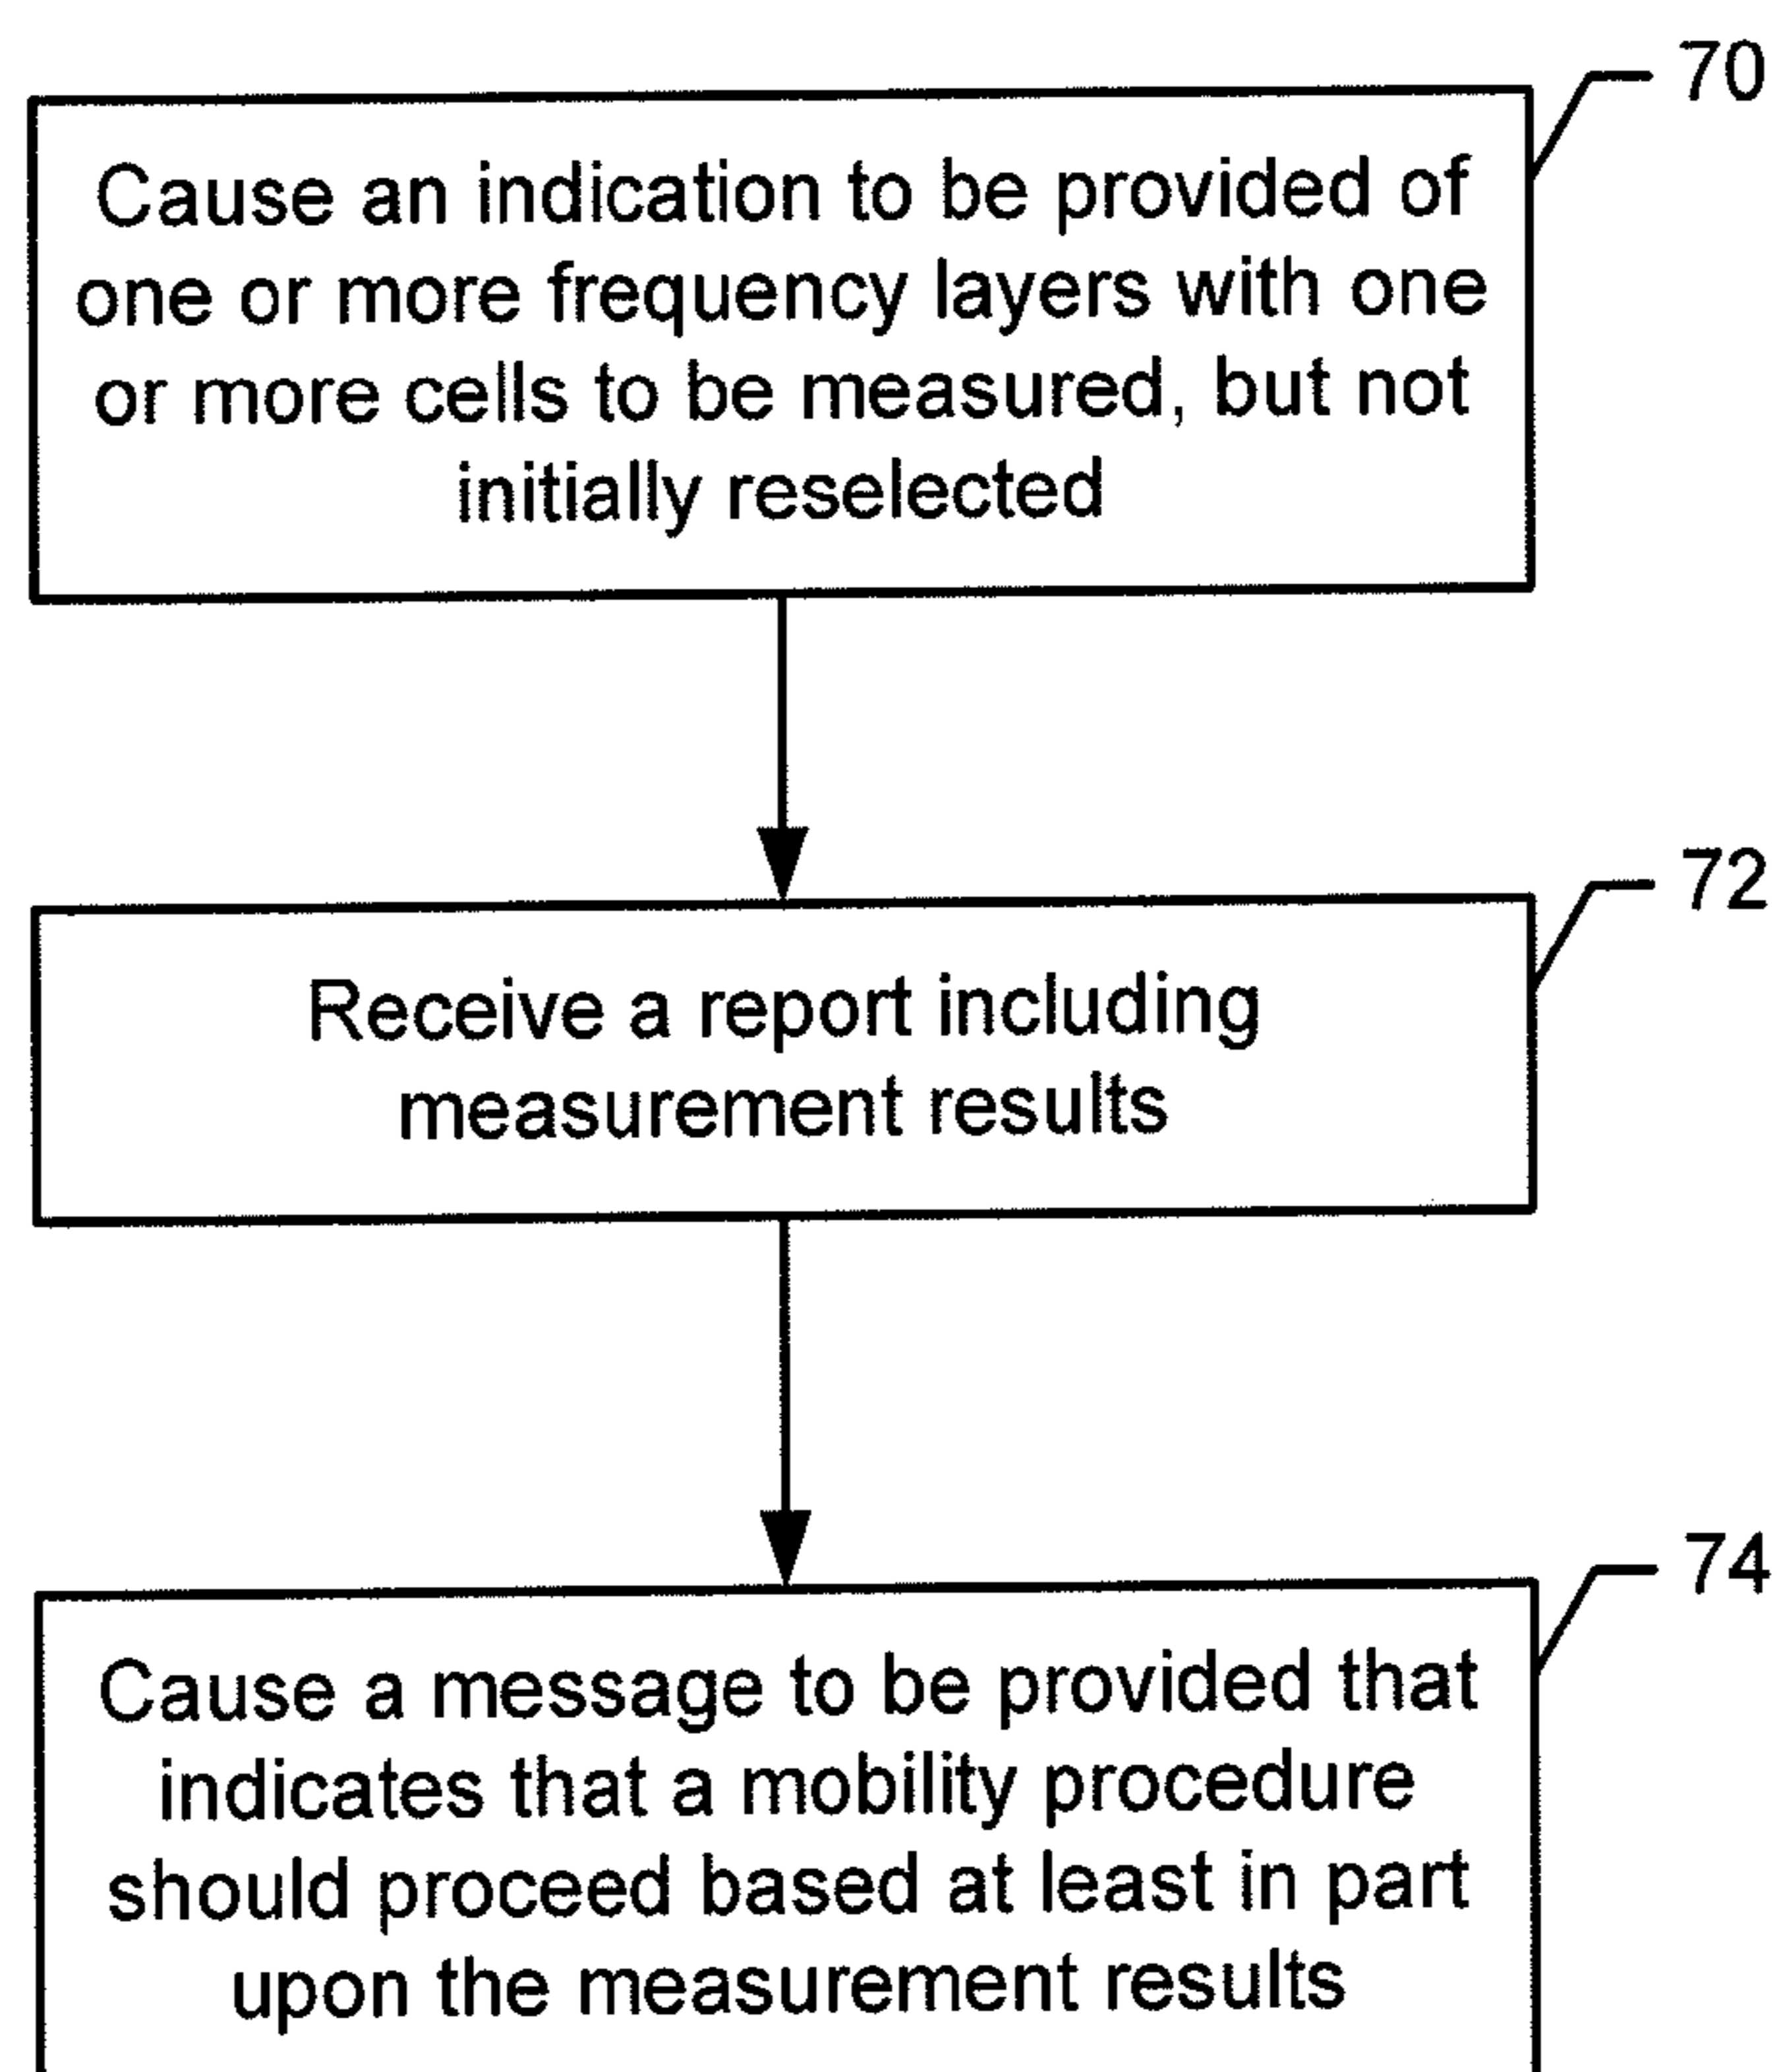 70
Cause an indication to be provided of
one or more frequency layers with one
or more cells to be measured, but not
initially reselected
72
Receive a report including
measurement results
74
Cause a message to be provided that
indicates that a mobility procedure
should proceed based at least in part
upon the measurement results